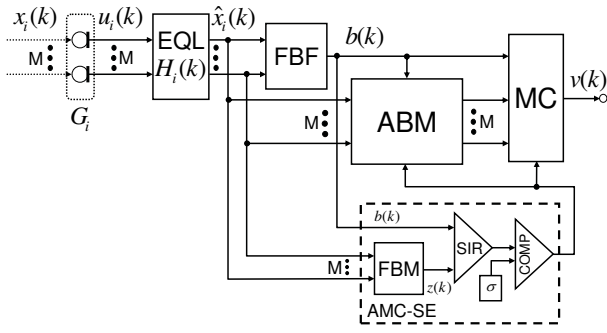 x_i(k) u_i(k) EQL x̂_i(k) FBF b(k)
M M H_i(k)
G_i
M ABM M MC v(k)
b(k)
SIR COMP
M FBM
z(k) σ
AMC-SE